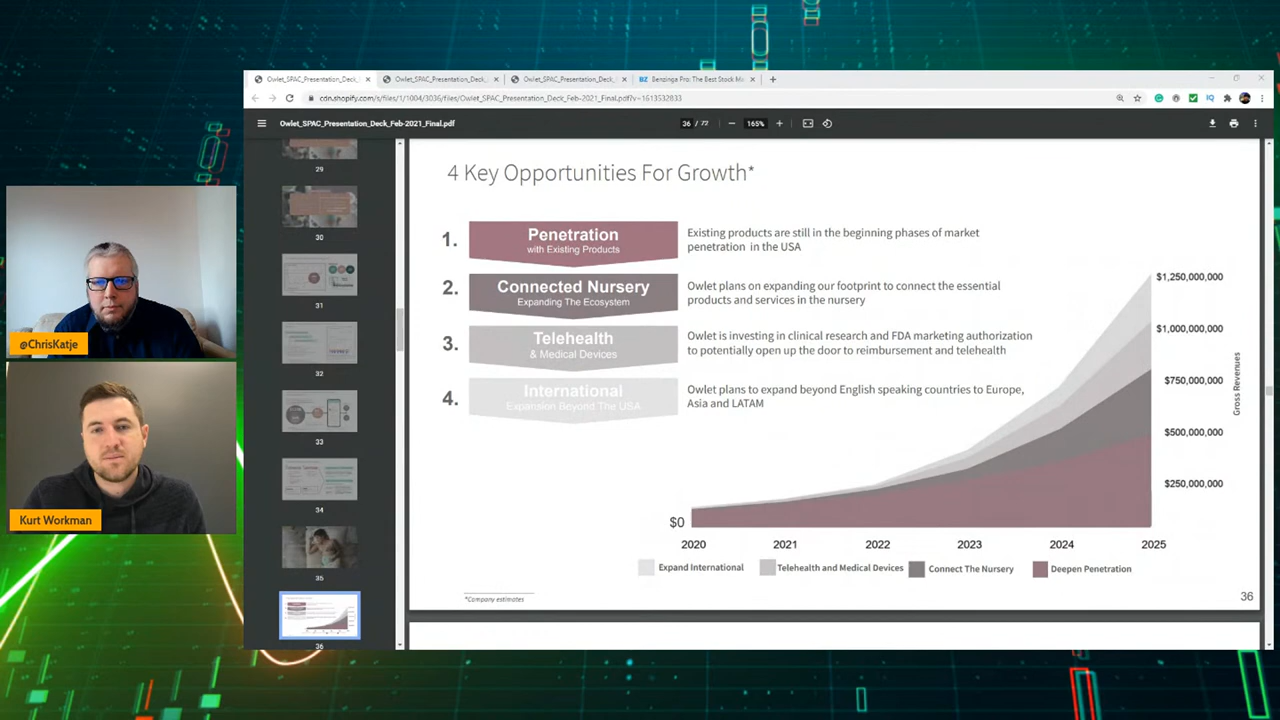 Owlet_SPAC_Presentation_Deck_
Owlet_SPAC_Presentation_Deck_
Owlet_SPAC_Presentation_Deck_
Benzinga Pro: The Best Stock Ma
cdn.shopify.com/s/files/1/1004/3036/files/Owlet_SPAC_Presentation_Deck_Feb-2021_Final.pdf?v=1613532833
Owlet_SPAC_Presentation_Deck_Feb-2021_Final.pdf
36 / 72
165%
29
30
31
32
33
34
35
36
4 Key Opportunities For Growth*
1.
Penetration
with Existing Products
Existing products are still in the beginning phases of market
penetration in the USA
2.
Connected Nursery
Expanding The Ecosystem
Owlet plans on expanding our footprint to connect the essential
products and services in the nursery
3.
Telehealth
& Medical Devices
Owlet is investing in clinical research and FDA marketing authorization
to potentially open up the door to reimbursement and telehealth
4.
International
Expansion Beyond The USA
Owlet plans to expand beyond English speaking countries to Europe,
Asia and LATAM
$1,250,000,000
$1,000,000,000
$750,000,000
$500,000,000
$250,000,000
Gross Revenues
$0
2020
2021
2022
2023
2024
2025
Expand International
Telehealth and Medical Devices
Connect The Nursery
Deepen Penetration
*Company estimates
36
@ChrisKatje
Kurt Workman